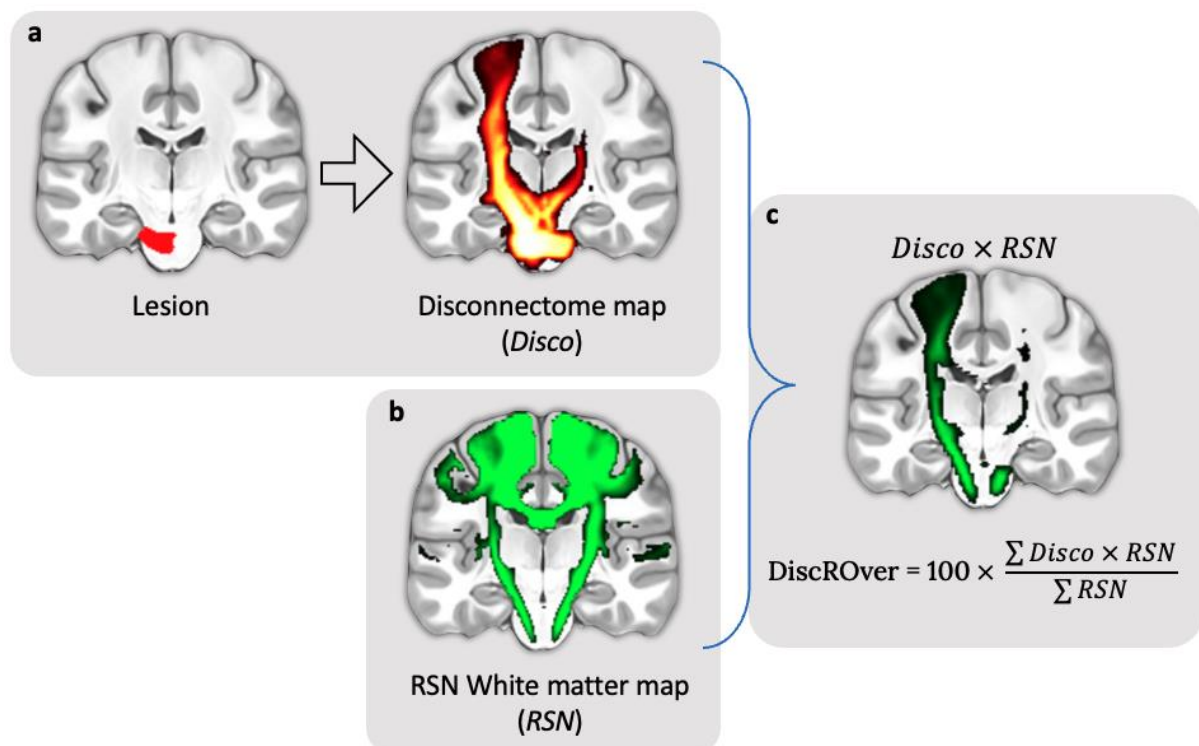 a
Lesion
Disconnectome map
(Disco)
b
RSN White matter map
(RSN)
c
Disco × RSN
DiscROver = 100 × ∑ Disco × RSN / ∑ RSN